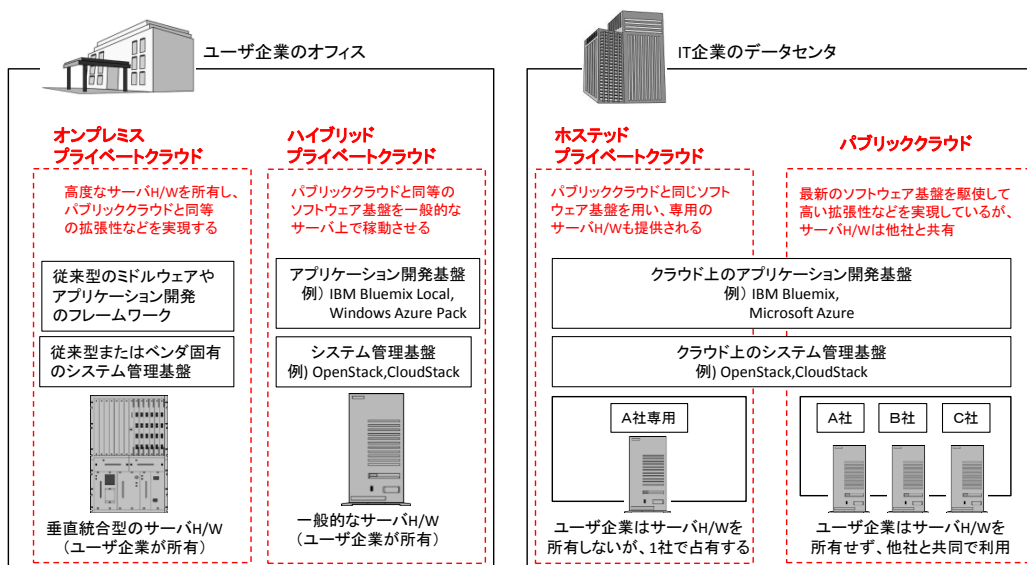 ユーザ企業のオフィス
オンプレミス
プライベートクラウド
高度なサーバH/Wを所有し、
パブリッククラウドと同等
の拡張性などを実現する
従来型のミドルウェアや
アプリケーション開発
のフレームワーク
従来型またはベンダ固有
のシステム管理基盤
垂直統合型のサーバH/W
(ユーザ企業が所有)
ハイブリッド
プライベートクラウド
パブリッククラウドと同等の
ソフトウェア基盤を一般的な
サーバ上で稼動させる
アプリケーション開発基盤
例) IBM Bluemix Local,
Windows Azure Pack
システム管理基盤
例) OpenStack,CloudStack
一般的なサーバH/W
(ユーザ企業が所有)
IT企業のデータセンタ
ホステッド
プライベートクラウド
パブリッククラウドと同じソフト
ウェア基盤を用い、専用の
サーバH/Wも提供される
パブリッククラウド
最新のソフトウェア基盤を駆使して
高い拡張性などを実現しているが、
サーバH/Wは他社と共有
クラウド上のアプリケーション開発基盤
例) IBM Bluemix,
Microsoft Azure
クラウド上のシステム管理基盤
例) OpenStack,CloudStack
A社専用
ユーザ企業はサーバH/Wを
所有しないが、1社で占有する
A社
B社
C社
ユーザ企業はサーバH/Wを
所有せず、他社と共同で利用